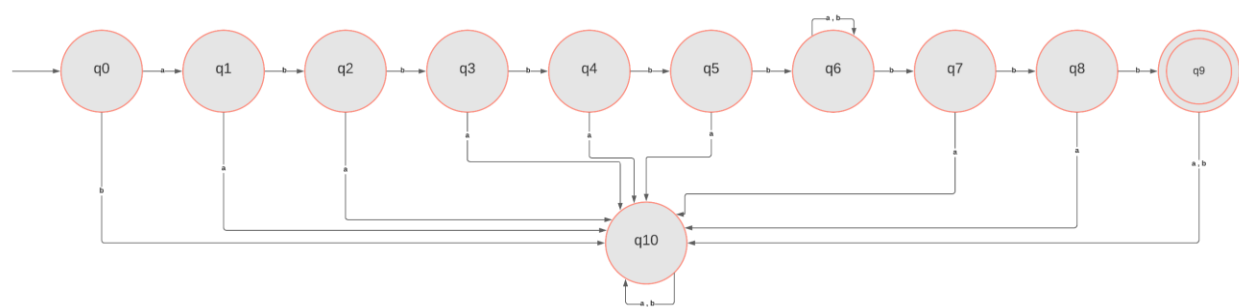 a , b
q0 a q1 b q2 b q3 b q4 b q5 b q6 b q7 b q8 b q9
a a a
a a
a a a , b
b
q10
a , b